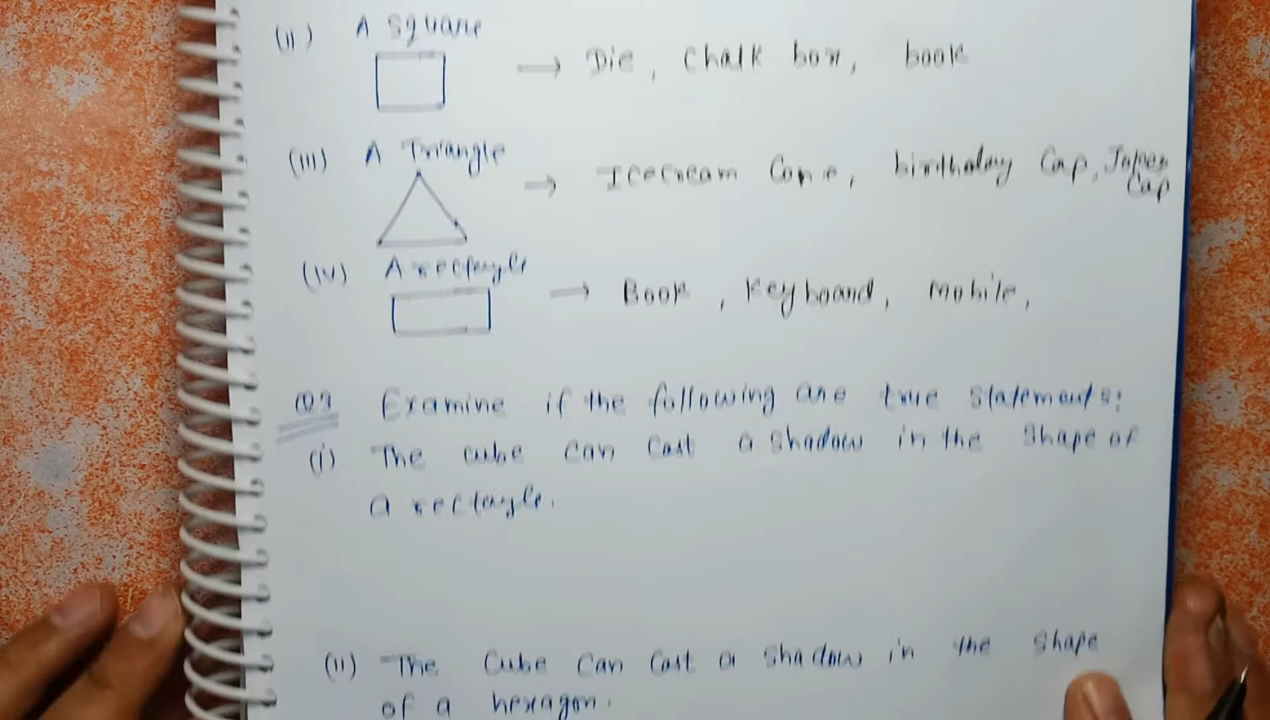 (ii) A Square
→ Die, Chalk box, book
(iii) A Triangle
→ Icecream Cone, birthday Cap, Joker Cap
(iv) A rectangle
→ Book, Keyboard, Mobile,
Q3 Examine if the following are true statements:
(i) The cube can cast a shadow in the shape of
a rectangle.
(ii) The Cube can cast a shadow in the shape
of a hexagon.